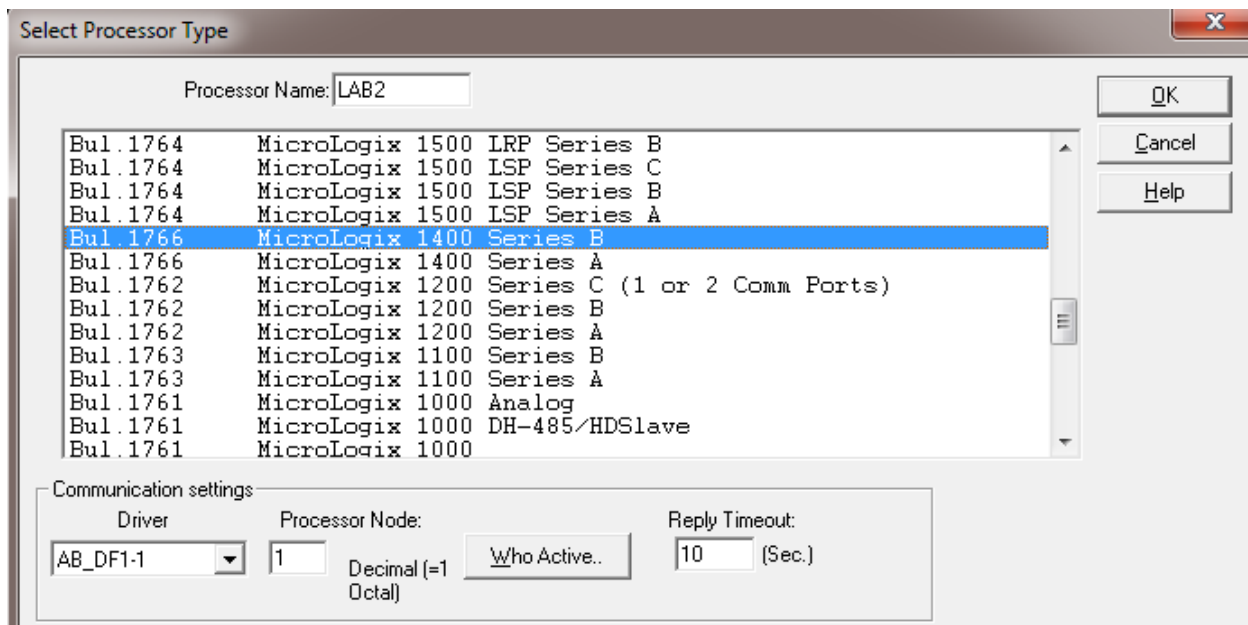 Select Processor Type
Processor Name: LAB2
OK
Cancel
Help
Bul.1764 MicroLogix 1500 LRP Series B
Bul.1764 MicroLogix 1500 LSP Series C
Bul.1764 MicroLogix 1500 LSP Series B
Bul.1764 MicroLogix 1500 LSP Series A
Bul.1766 MicroLogix 1400 Series B
Bul.1766 MicroLogix 1400 Series A
Bul.1762 MicroLogix 1200 Series C (1 or 2 Comm Ports)
Bul.1762 MicroLogix 1200 Series B
Bul.1762 MicroLogix 1200 Series A
Bul.1763 MicroLogix 1100 Series B
Bul.1763 MicroLogix 1100 Series A
Bul.1761 MicroLogix 1000 Analog
Bul.1761 MicroLogix 1000 DH-485/HDSlave
Bul.1761 MicroLogix 1000
Communication settings
Driver Processor Node: Reply Timeout:
AB_DF1-1 1 Decimal (=1 Who Active.. 10 (Sec.)
Octal)